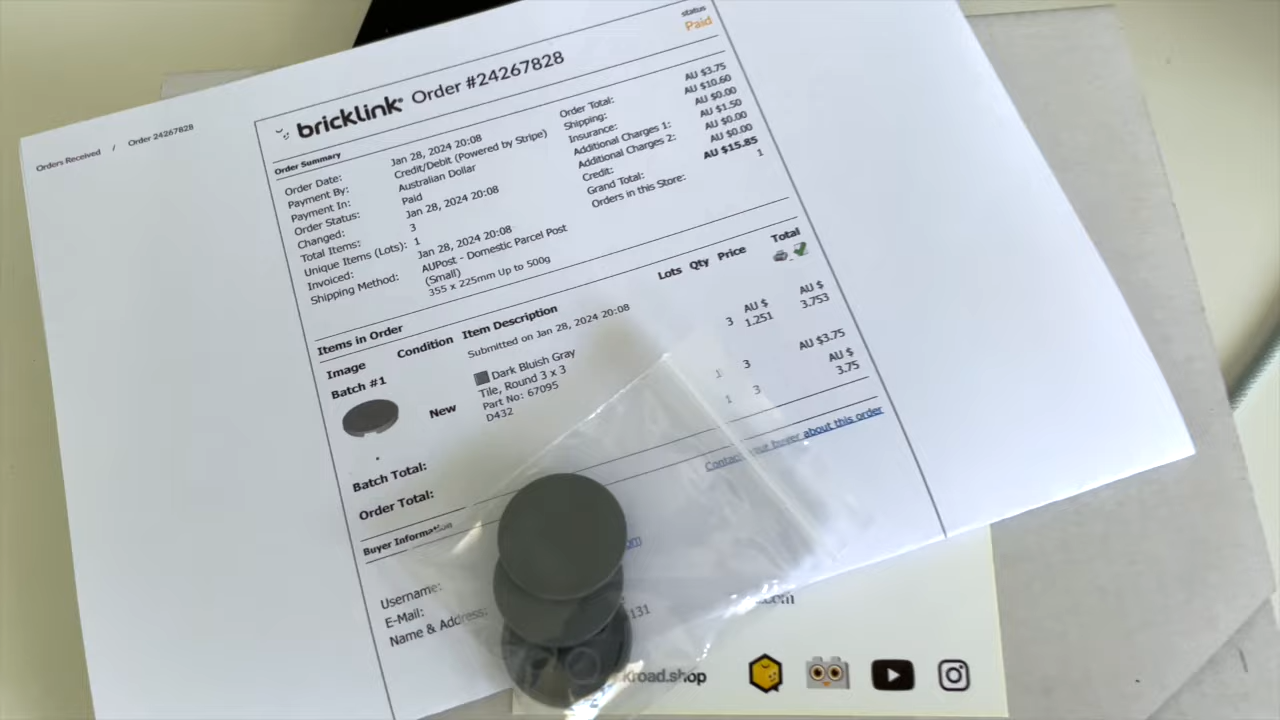 Orders Received / Order 24267828
bricklink® Order #24267828
status
Paid
Order Summary
Order Date: Jan 28, 2024 20:08
Payment By: Credit/Debit (Powered by Stripe)
Payment In: Australian Dollar
Order Status: Paid
Changed: Jan 28, 2024 20:08
Total Items: 3
Unique Items (Lots): 1
Invoiced: Jan 28, 2024 20:08
Shipping Method: AUPost - Domestic Parcel Post
(Small)
355 x 225mm Up to 500g
Order Total: AU $3.75
Shipping: AU $10.60
Insurance: AU $0.00
Additional Charges 1: AU $1.50
Additional Charges 2: AU $0.00
Credit: AU $0.00
Grand Total: AU $15.85
Orders in this Store: 1
Items in Order
Image Condition Item Description Lots Qty Price Total
Batch #1 Submitted on Jan 28, 2024 20:08
New
Dark Bluish Gray
Tile, Round 3 x 3
Part No: 67095
D432
3 AU $
1.251
AU $
3.753
Batch Total: 1 3 AU $3.75
Order Total: 1 3 AU $
3.75
Contact your buyer about this order
Buyer Information
Username:
E-Mail:
Name & Address:
131
kroad.shop